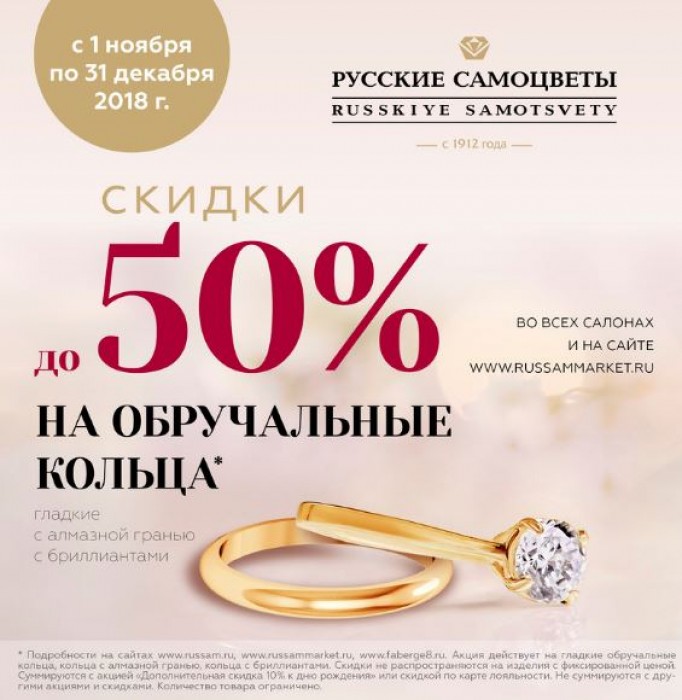 с 1 ноября
по 31 декабря
2018 г.
РУССКИЕ САМОЦВЕТЫ
RUSSKIYE SAMOTSVETY
с 1912 года
СКИДКИ
до 50%
ВО ВСЕХ САЛОНАХ
И НА САЙТЕ
WWW.RUSSAMMARKET.RU
НА ОБРУЧАЛЬНЫЕ
КОЛЬЦА*
гладкие
с алмазной гранью
с бриллиантами
* Подробности на сайтах www.russam.ru, www.russammarket.ru, www.faberge8.ru. Акция действует на гладкие обручальные
кольца, кольца с алмазной гранью, кольца с бриллиантами. Скидки не распространяются на изделия с фиксированной ценой.
Суммируются с акцией «Дополнительная скидка 10% к дню рождения» или скидкой по карте лояльности. Не суммируются с дру-
гими акциями и скидками. Количество товара ограничено.